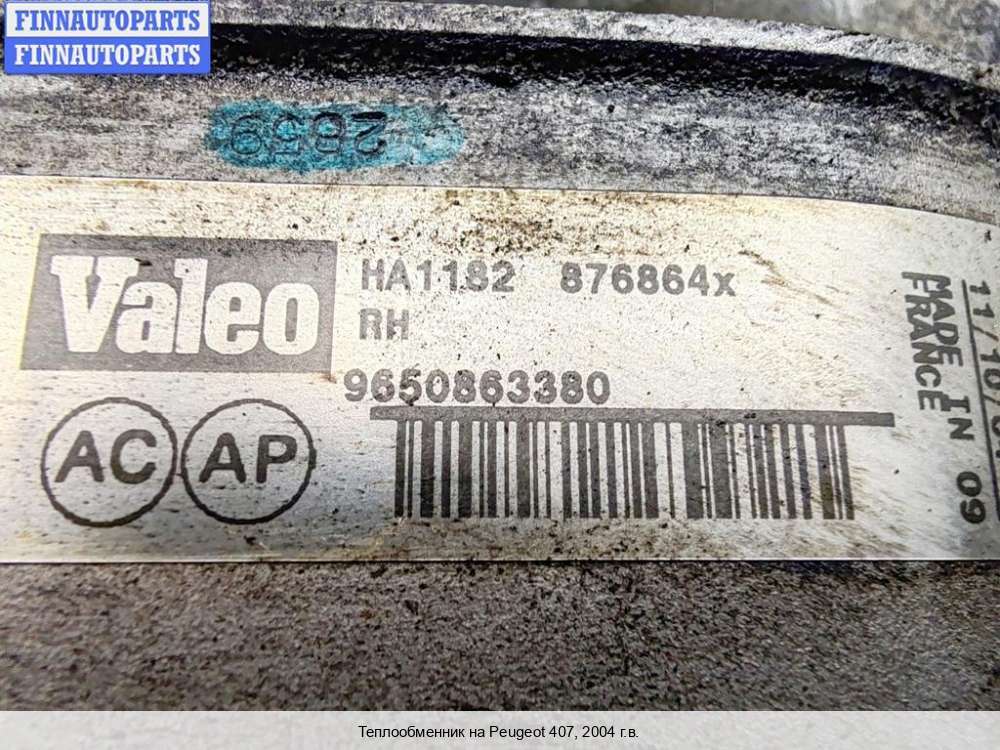 FINNAUTOPARTS
FINNAUTOPARTS
2859
Valeo
HA1182 876864x
RH
9650863380
AC AP
MADE IN 09
FRANCE
Теплообменник на Peugeot 407, 2004 г.в.